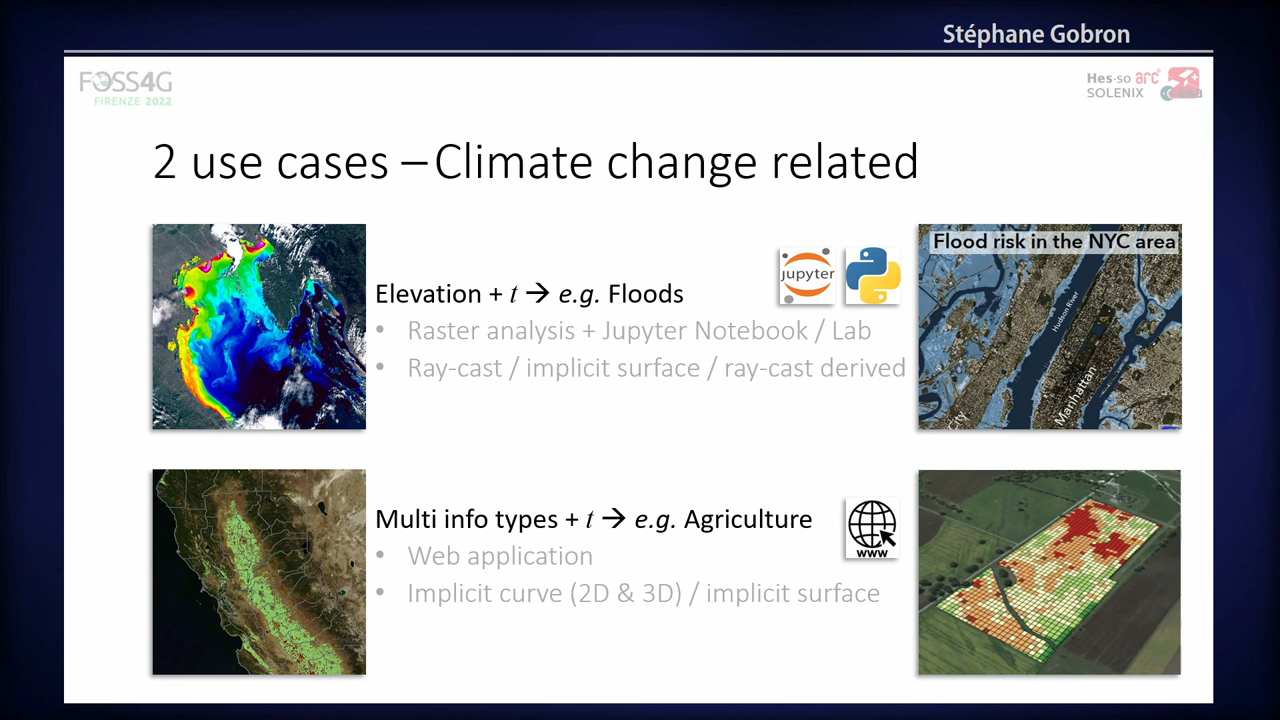 Stéphane Gobron
FOSS4G
FIRENZE 2022
Hes-so arc
SOLENIX
2 use cases – Climate change related
Elevation + t → e.g. Floods
• Raster analysis + Jupyter Notebook / Lab
• Ray-cast / implicit surface / ray-cast derived
jupyter
Flood risk in the NYC area
Hudson River
Manhattan
City
Multi info types + t → e.g. Agriculture
• Web application
• Implicit curve (2D & 3D) / implicit surface
www